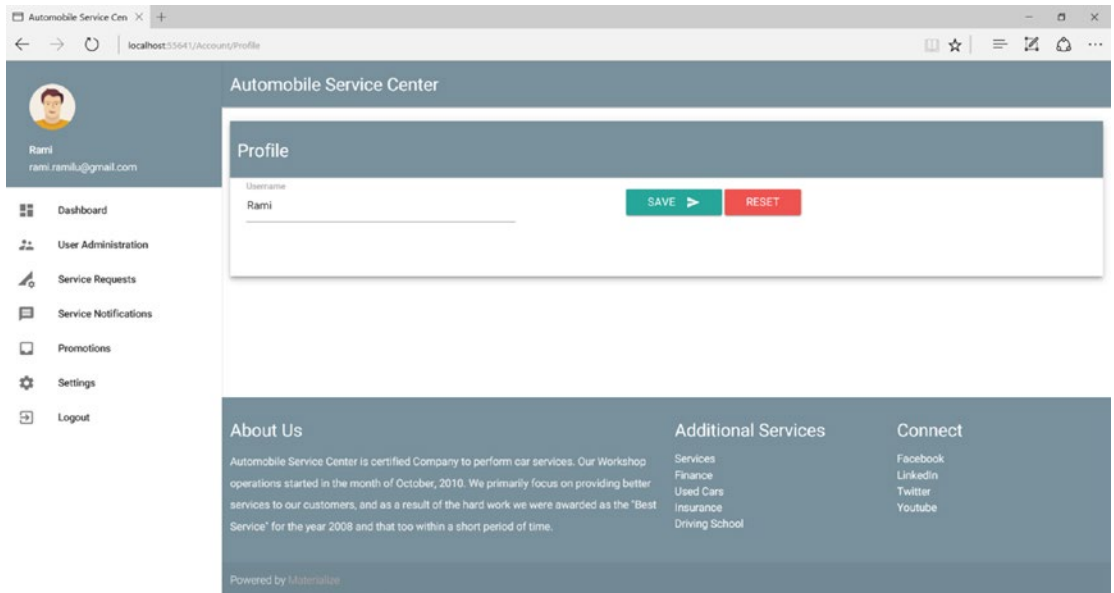 Automobile Service Cen
localhost:55641/Account/Profile
Rami
rami.ramilu@gmail.com
Dashboard
User Administration
Service Requests
Service Notifications
Promotions
Settings
Logout
Automobile Service Center
Profile
Username
Rami
SAVE
RESET
About Us
Automobile Service Center is certified Company to perform car services. Our Workshop
operations started in the month of October, 2010. We primarily focus on providing better
services to our customers, and as a result of the hard work we were awarded as the "Best
Service" for the year 2008 and that too within a short period of time.
Additional Services
Services
Finance
Used Cars
Insurance
Driving School
Connect
Facebook
LinkedIn
Twitter
Youtube
Powered by Materialize